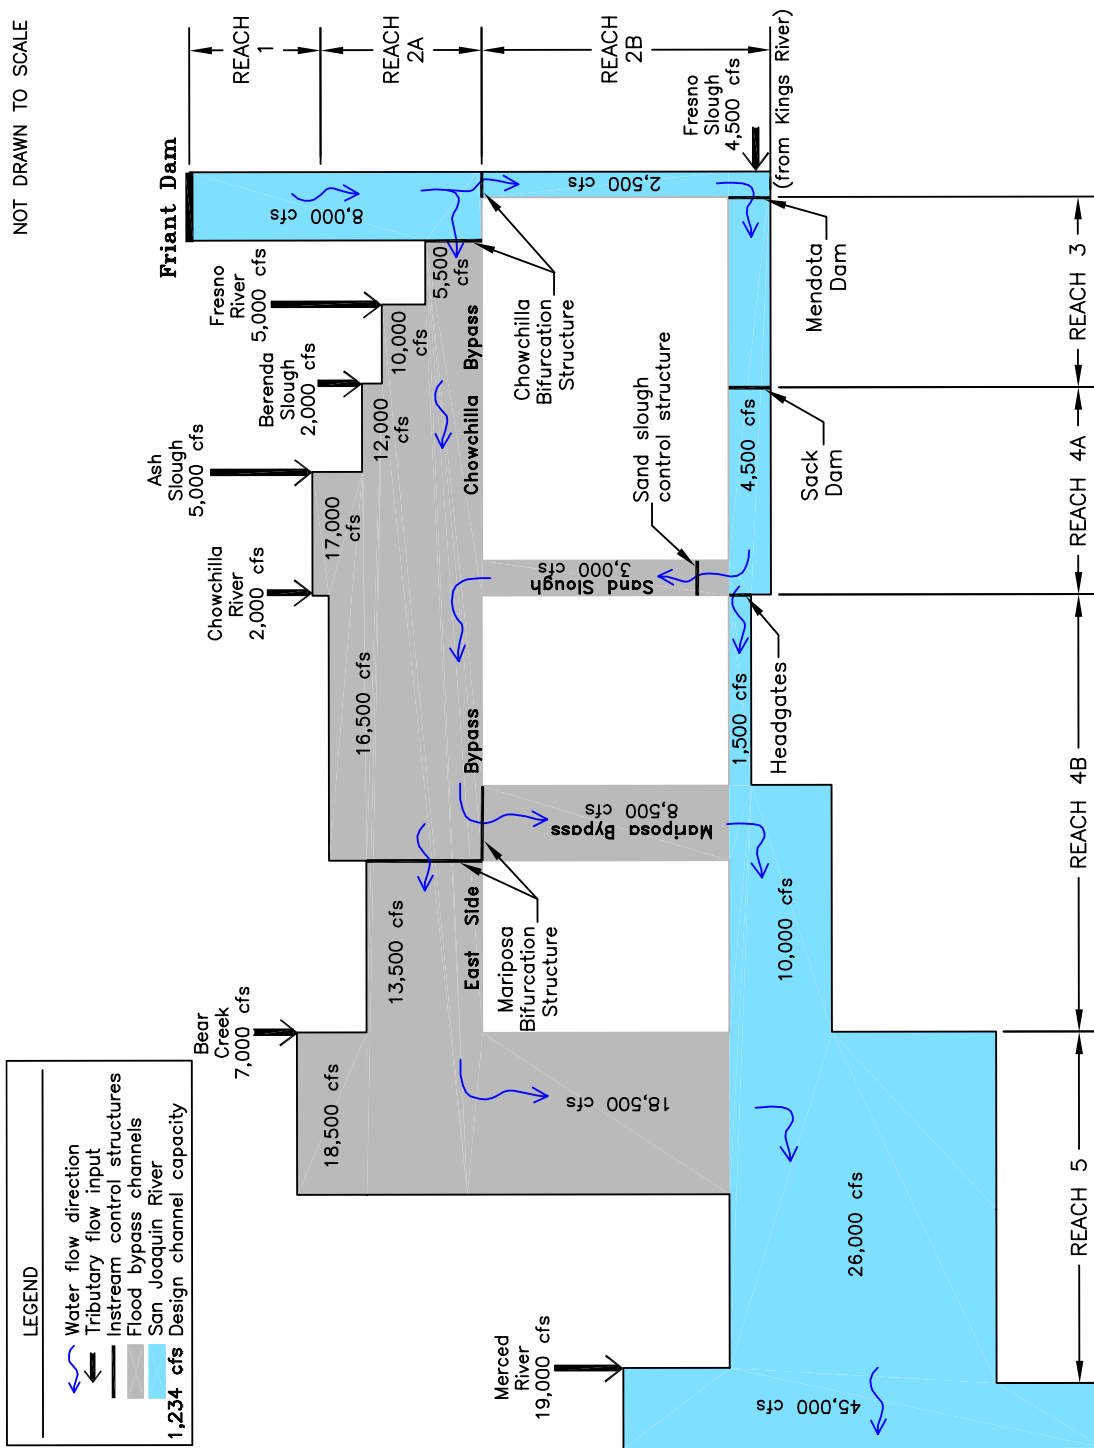 NOT DRAWN TO SCALE
REACH
1
REACH
2A
REACH
2B
Friant Dam
8,000 cfs
2,500 cfs
Fresno
Slough
4,500 cfs
(from Kings River)
Fresno
River
5,000 cfs
Berenda
Slough
2,000 cfs
Ash
Slough
5,000 cfs
Chowchilla
River
2,000 cfs
Bear
Creek
7,000 cfs
Merced
River
19,000 cfs
5,500
cfs
10,000
cfs
12,000
cfs
17,000
cfs
16,500 cfs
13,500 cfs
18,500 cfs
Chowchilla Bypass
East Side Bypass
Chowchilla
Bifurcation
Structure
Sand slough
control structure
3,000 cfs
Sand Slough
Mendota
Dam
Sack
Dam
4,500 cfs
Headgates
1,500 cfs
8,500
cfs
Mariposa Bypass
Mariposa
Bifurcation
Structure
10,000 cfs
18,500
cfs
26,000 cfs
45,000 cfs
REACH 3
REACH 4A
REACH 4B
REACH 5
LEGEND
Water flow direction
Tributary flow input
Instream control structures
Flood bypass channels
San Joaquin River
1,234 cfs Design channel capacity